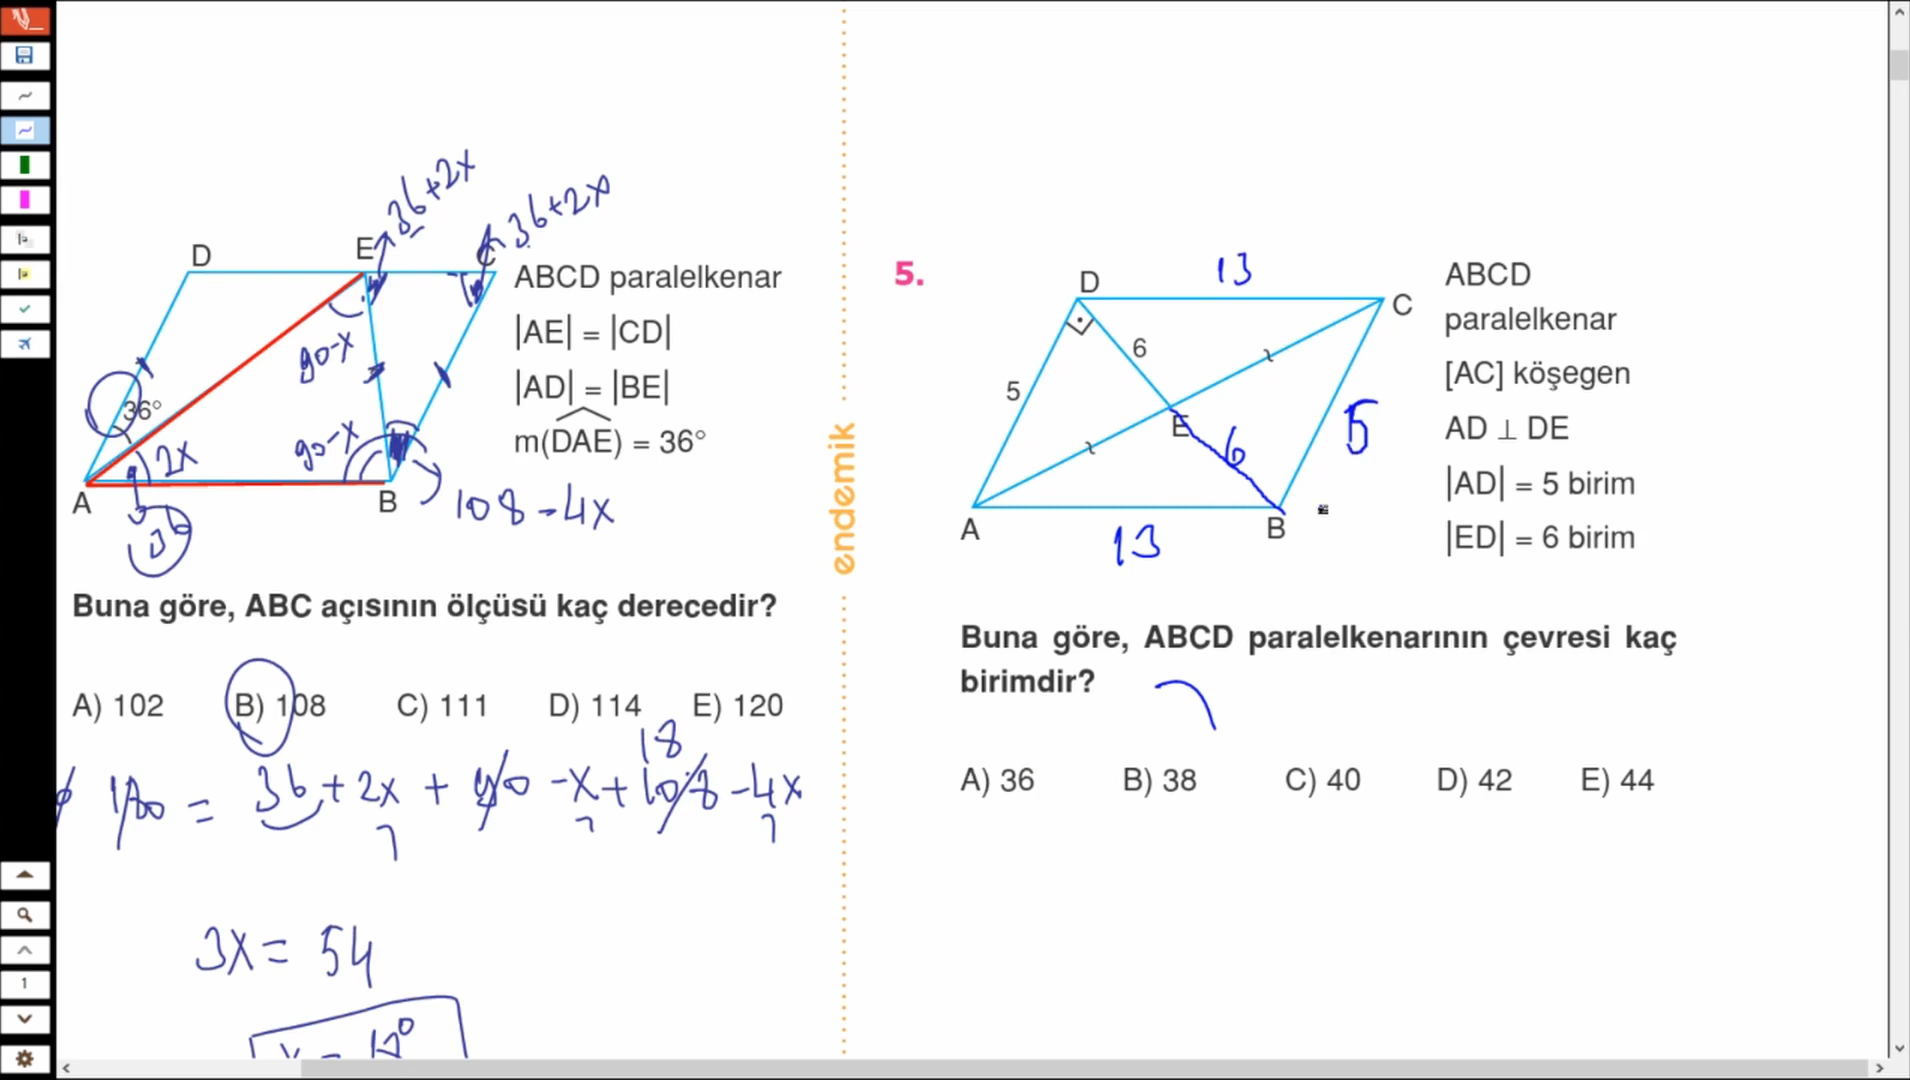 36+2x
36+2x
D
E
C
ABCD paralelkenar
|AE| = |CD|
|AD| = |BE|
m(DAE) = 36°
36°
90-x
90-x
2x
A
B
108-4x
36
Buna göre, ABC açısının ölçüsü kaç derecedir?
A) 102 B) 108 C) 111 D) 114 E) 120
18
180 = 36+2x + 90 -x + 108 -4x
3x = 54
endemik
5.
13
D
C
6
5
E
6
5
A
B
13
ABCD
paralelkenar
[AC] köşegen
AD ⊥ DE
|AD| = 5 birim
|ED| = 6 birim
Buna göre, ABCD paralelkenarının çevresi kaç
birimdir?
A) 36 B) 38 C) 40 D) 42 E) 44
1